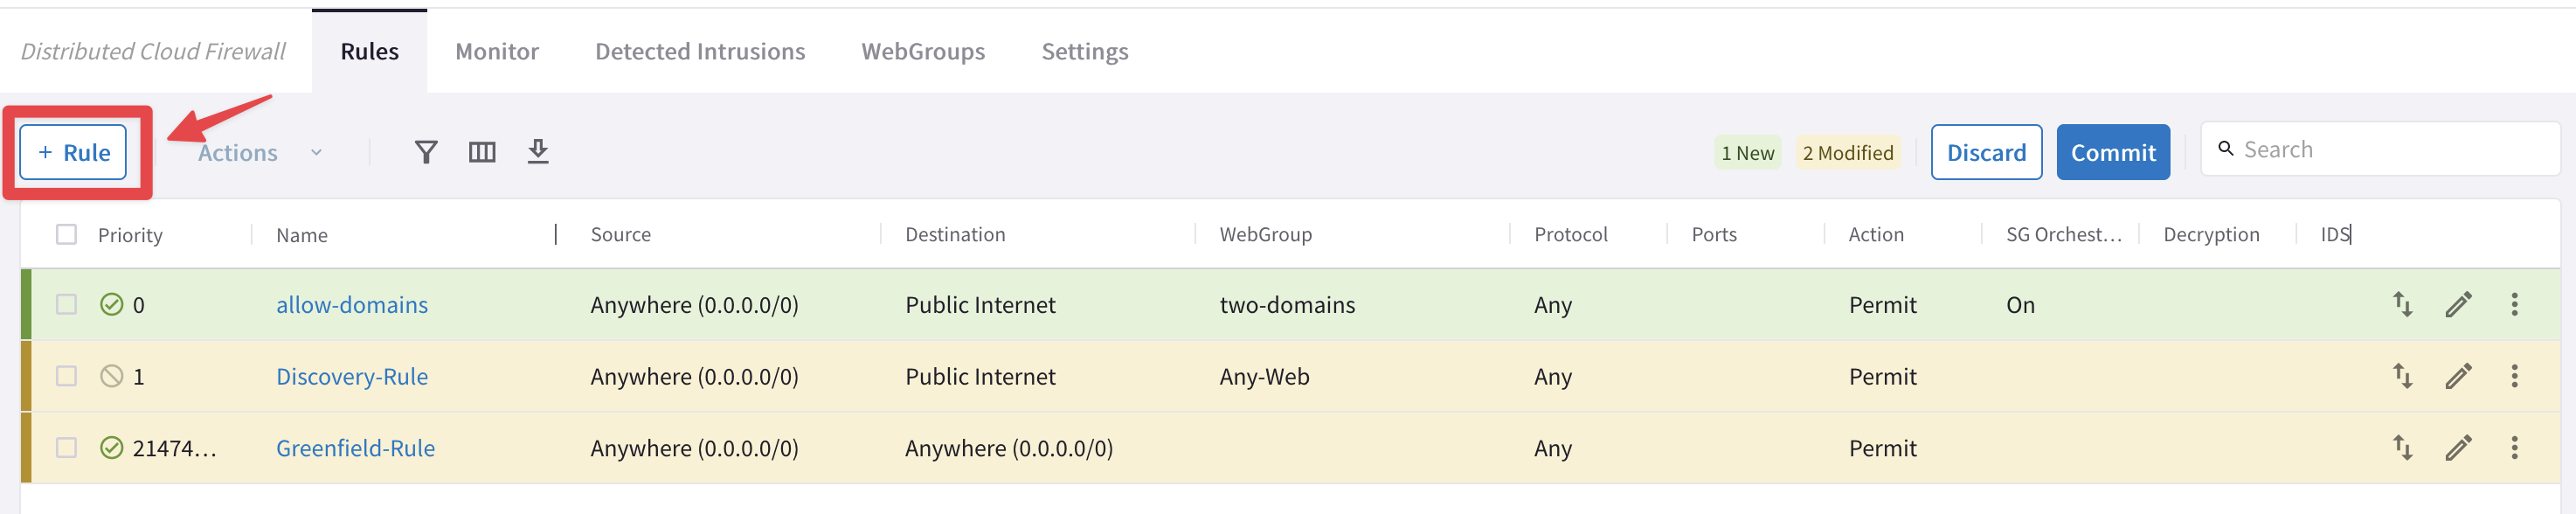 Distributed Cloud Firewall Rules Monitor Detected Intrusions WebGroups Settings
+ Rule Actions 1 New 2 Modified Discard Commit Search
Priority Name Source Destination WebGroup Protocol Ports Action SG Orchest... Decryption IDS
0 allow-domains Anywhere (0.0.0.0/0) Public Internet two-domains Any Permit On
1 Discovery-Rule Anywhere (0.0.0.0/0) Public Internet Any-Web Any Permit
21474... Greenfield-Rule Anywhere (0.0.0.0/0) Anywhere (0.0.0.0/0) Any Permit